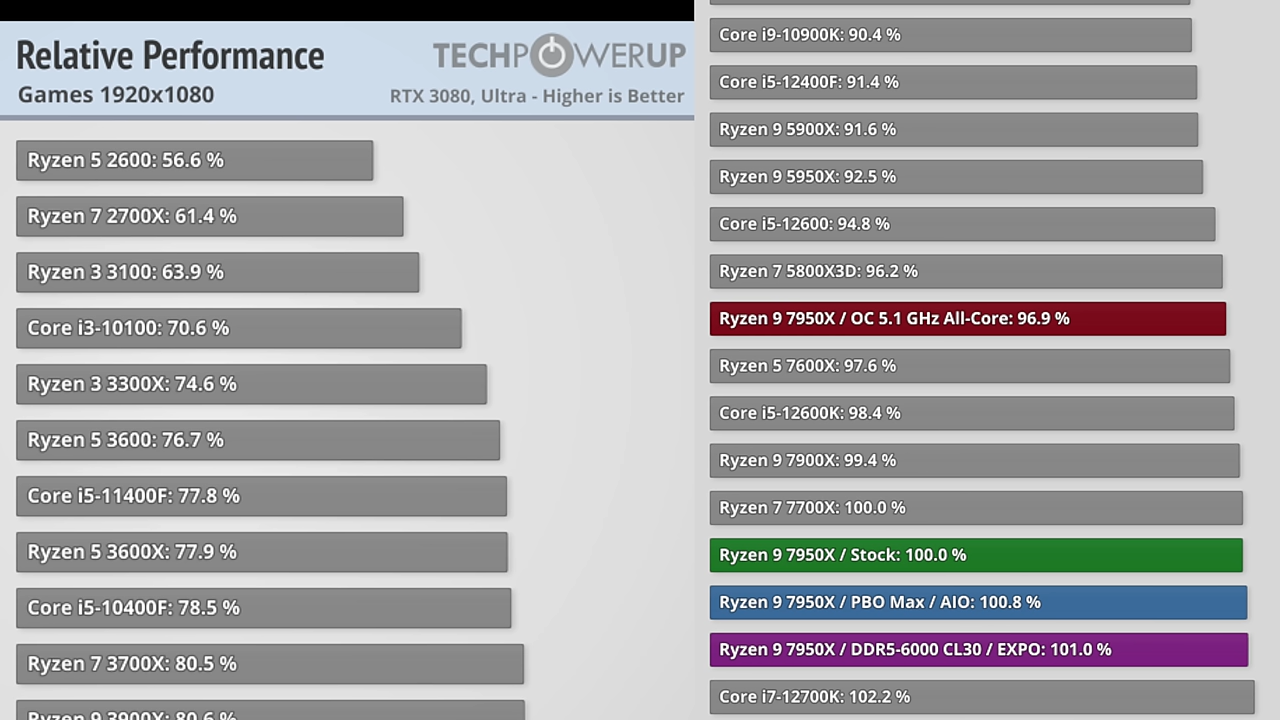 Relative Performance
TECHPOWERUP
Games 1920x1080
RTX 3080, Ultra - Higher is Better
Ryzen 5 2600: 56.6 %
Ryzen 7 2700X: 61.4 %
Ryzen 3 3100: 63.9 %
Core i3-10100: 70.6 %
Ryzen 3 3300X: 74.6 %
Ryzen 5 3600: 76.7 %
Core i5-11400F: 77.8 %
Ryzen 5 3600X: 77.9 %
Core i5-10400F: 78.5 %
Ryzen 7 3700X: 80.5 %
Ryzen 9 3900X: 80.6 %
Core i9-10900K: 90.4 %
Core i5-12400F: 91.4 %
Ryzen 9 5900X: 91.6 %
Ryzen 9 5950X: 92.5 %
Core i5-12600: 94.8 %
Ryzen 7 5800X3D: 96.2 %
Ryzen 9 7950X / OC 5.1 GHz All-Core: 96.9 %
Ryzen 5 7600X: 97.6 %
Core i5-12600K: 98.4 %
Ryzen 9 7900X: 99.4 %
Ryzen 7 7700X: 100.0 %
Ryzen 9 7950X / Stock: 100.0 %
Ryzen 9 7950X / PBO Max / AIO: 100.8 %
Ryzen 9 7950X / DDR5-6000 CL30 / EXPO: 101.0 %
Core i7-12700K: 102.2 %